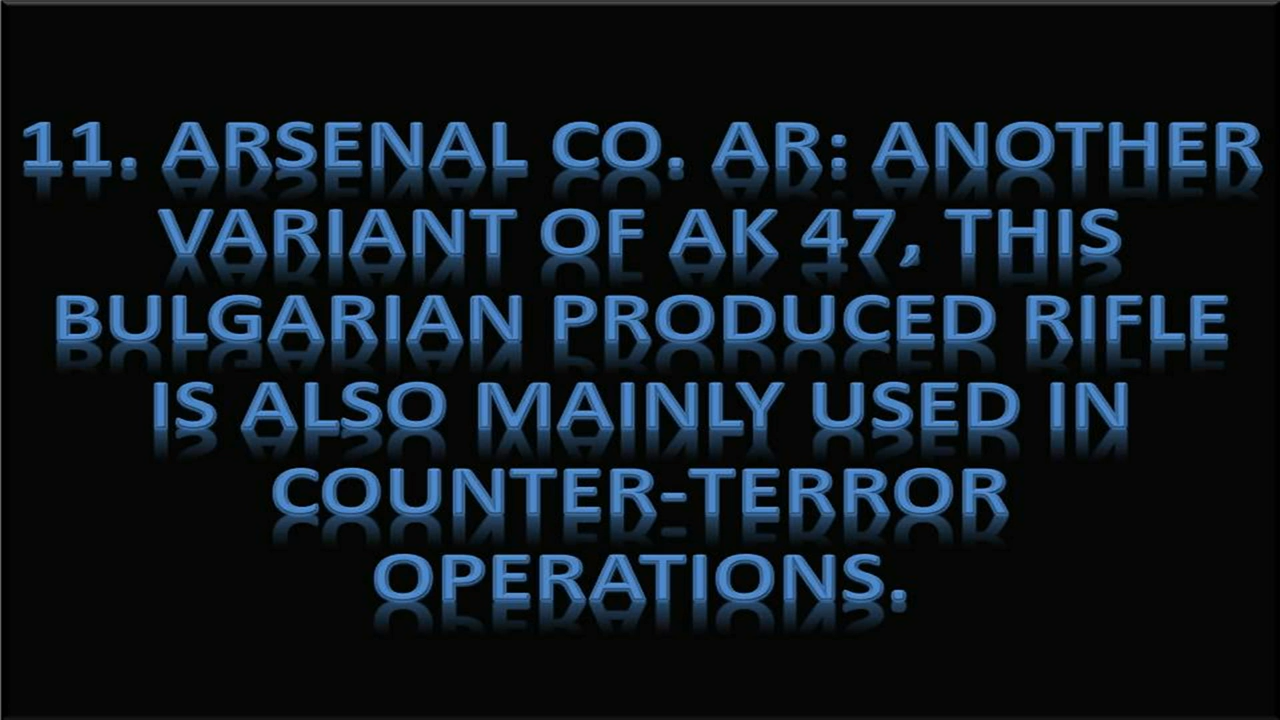 11. ARSENAL CO. AR: ANOTHER
VARIANT OF AK 47, THIS
BULGARIAN PRODUCED RIFLE
IS ALSO MAINLY USED IN
COUNTER-TERROR
OPERATIONS.